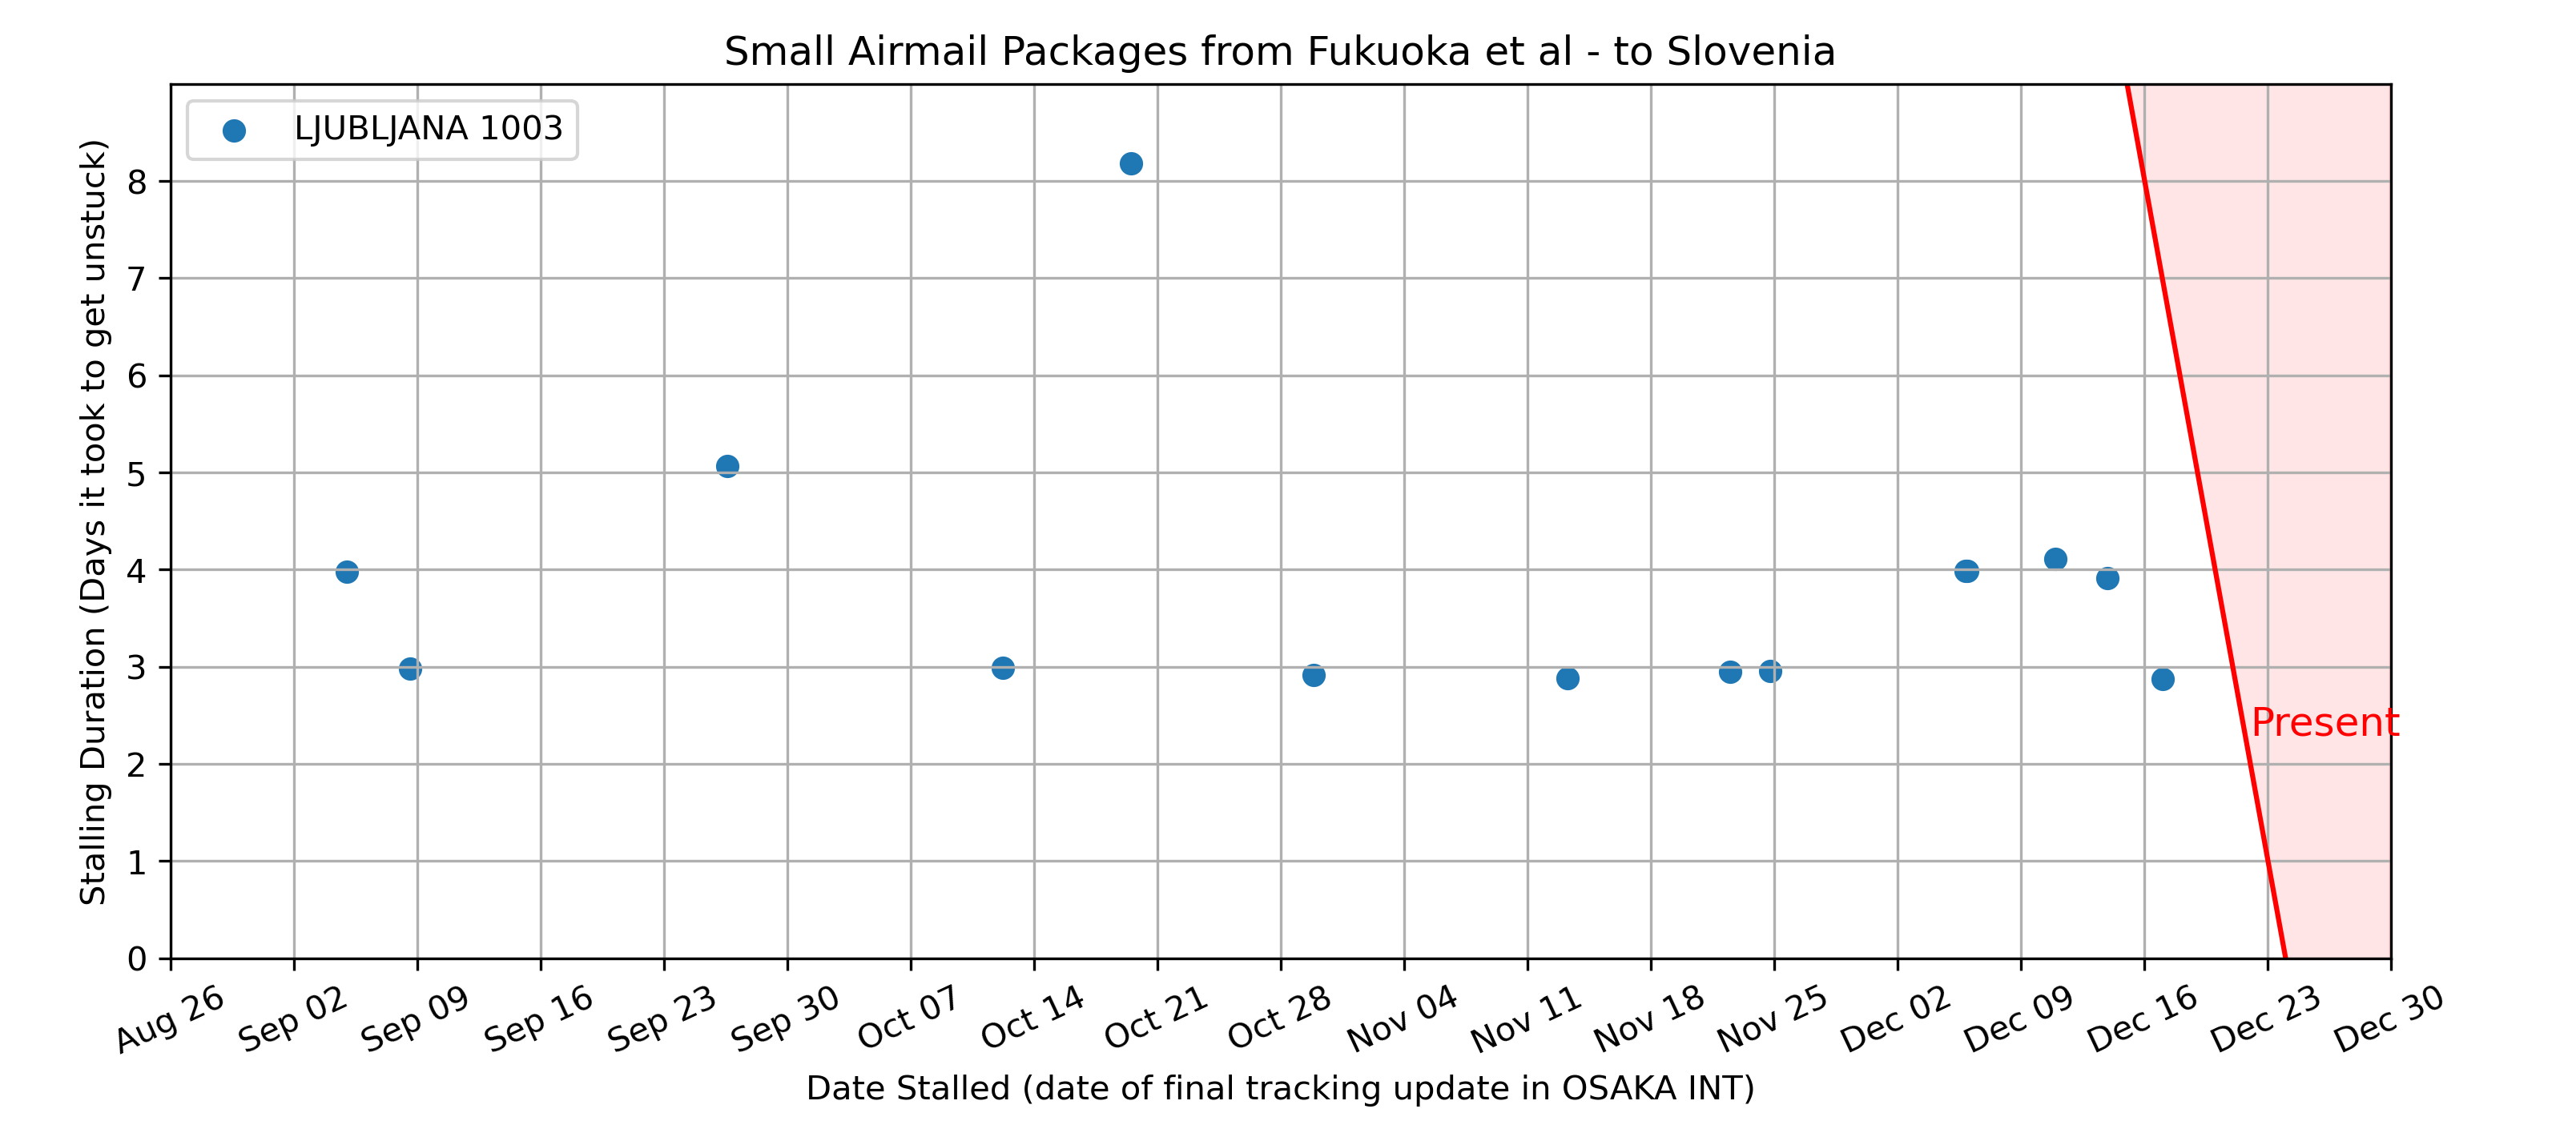 Small Airmail Packages from Fukuoka et al - to Slovenia
LJUBLJANA 1003
Stalling Duration (Days it took to get unstuck)
8
7
6
5
4
3
2
1
0
Present
Aug 26
Sep 02
Sep 09
Sep 16
Sep 23
Sep 30
Oct 07
Oct 14
Oct 21
Oct 28
Nov 04
Nov 11
Nov 18
Nov 25
Dec 02
Dec 09
Dec 16
Dec 23
Dec 30
Date Stalled (date of final tracking update in OSAKA INT)